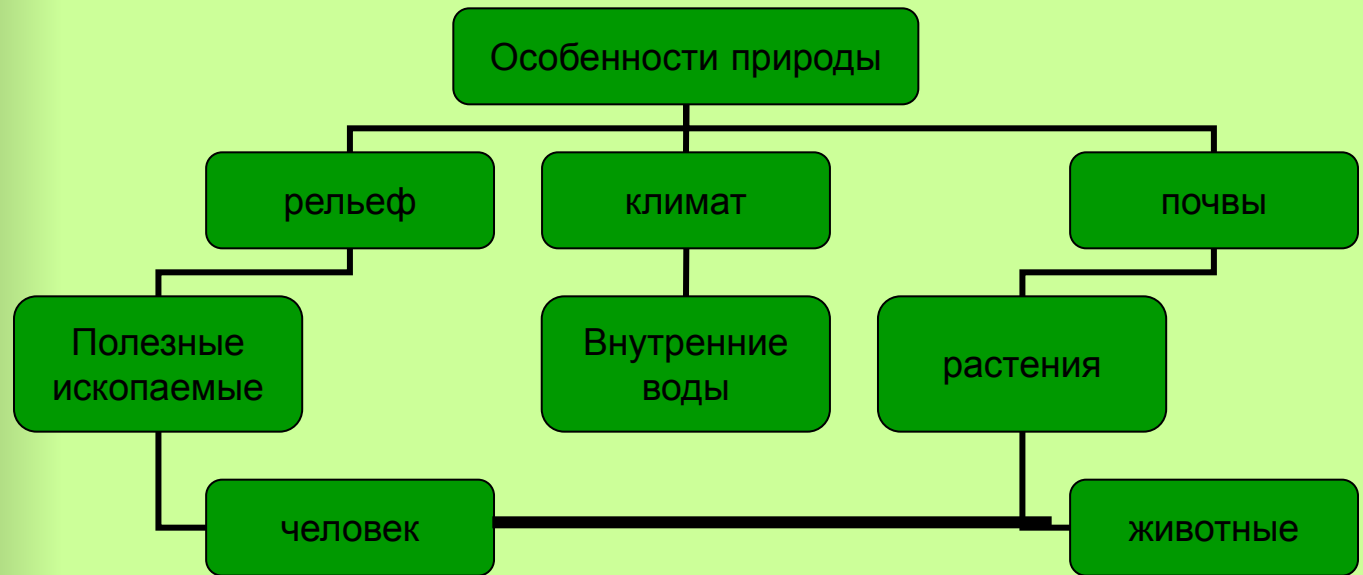 Особенности природы
рельеф
климат
почвы
Полезные
ископаемые
Внутренние
воды
растения
человек
животные